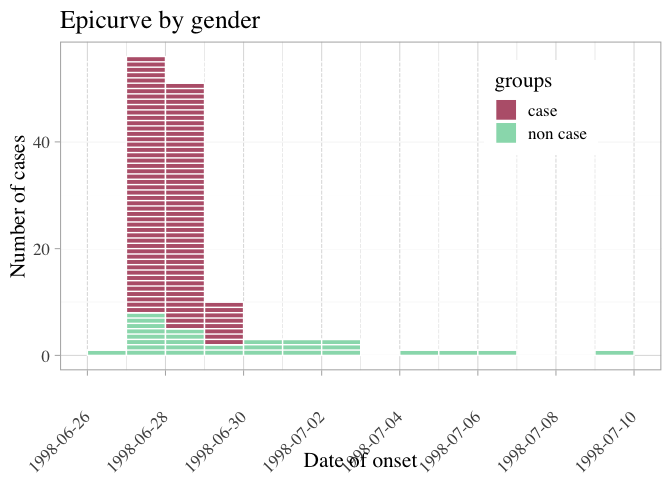 Epicurve by gender
Number of cases
40
20
0
groups
case
non case
1998-06-26
1998-06-28
1998-06-30
1998-07-02
1998-07-04
1998-07-06
1998-07-08
1998-07-10
Date of onset